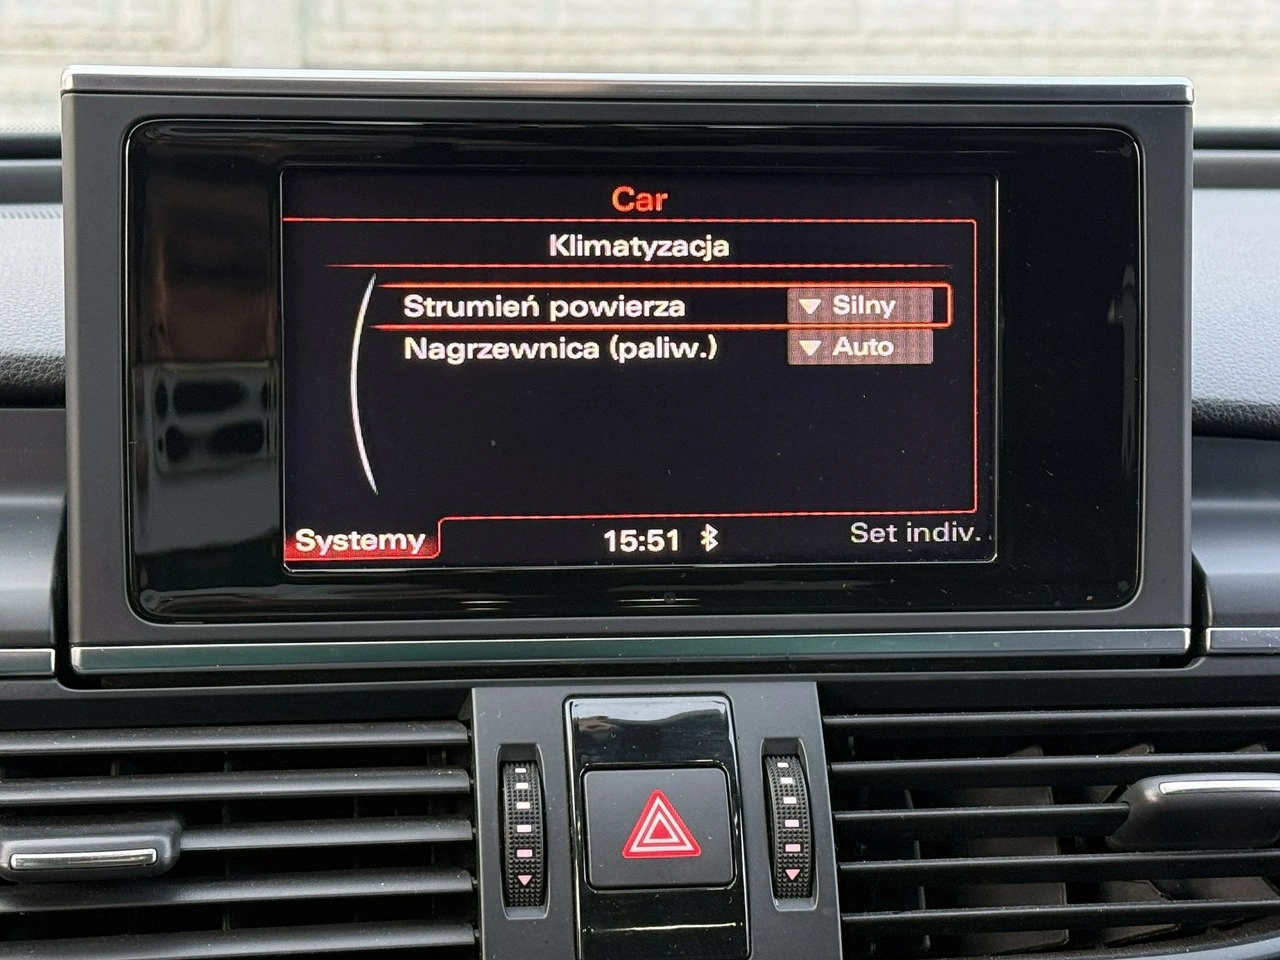 Car
Klimatyzacja
Strumień powierza Silny
Nagrzewnica (paliw.) Auto
Systemy 15:51 Set indiv.